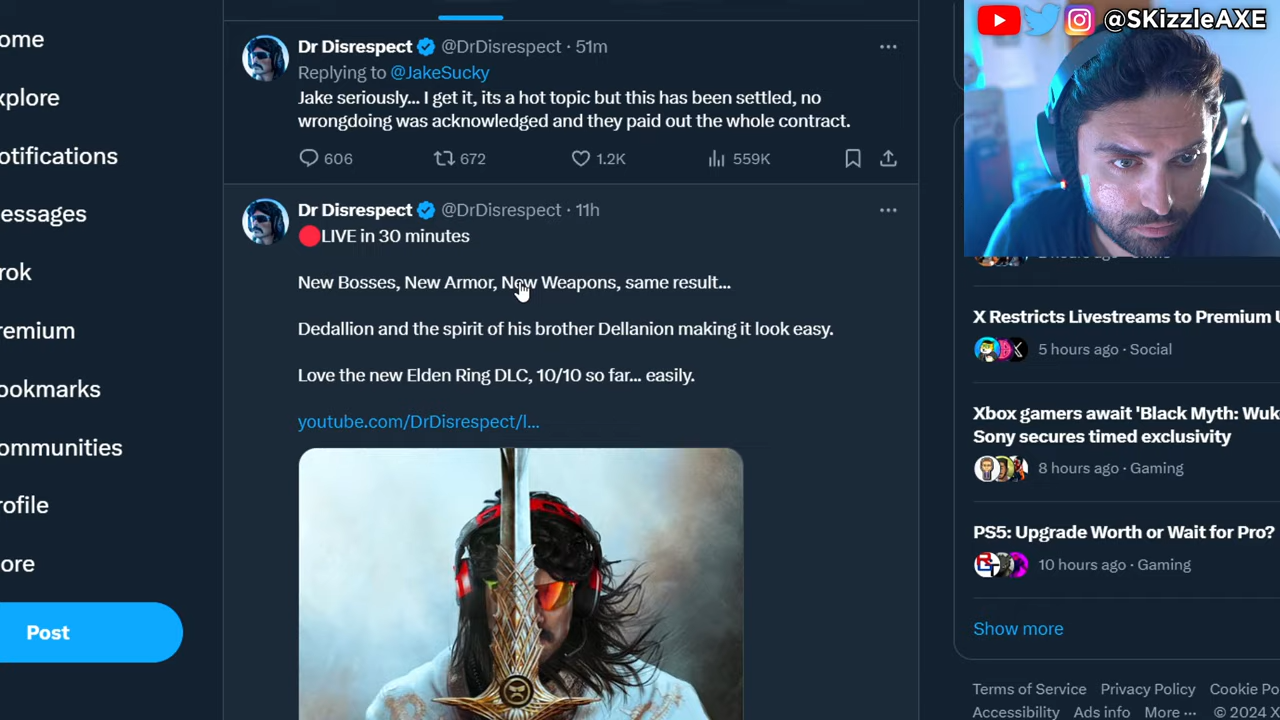 ome
xplore
otifications
essages
rok
remium
ookmarks
ommunities
rofile
ore
Post
Dr Disrespect @DrDisrespect · 51m
Replying to @JakeSucky
Jake seriously... I get it, its a hot topic but this has been settled, no
wrongdoing was acknowledged and they paid out the whole contract.
606 672 1.2K 559K
Dr Disrespect @DrDisrespect · 11h
LIVE in 30 minutes
New Bosses, New Armor, New Weapons, same result...
Dedallion and the spirit of his brother Dellanion making it look easy.
Love the new Elden Ring DLC, 10/10 so far... easily.
youtube.com/DrDisrespect/l...
@SKizzleAXE
X Restricts Livestreams to Premium U
5 hours ago · Social
Xbox gamers await 'Black Myth: Wuk
Sony secures timed exclusivity
8 hours ago · Gaming
PS5: Upgrade Worth or Wait for Pro?
10 hours ago · Gaming
Show more
Terms of Service Privacy Policy Cookie Po
Accessibility Ads info More ··· © 2024 X